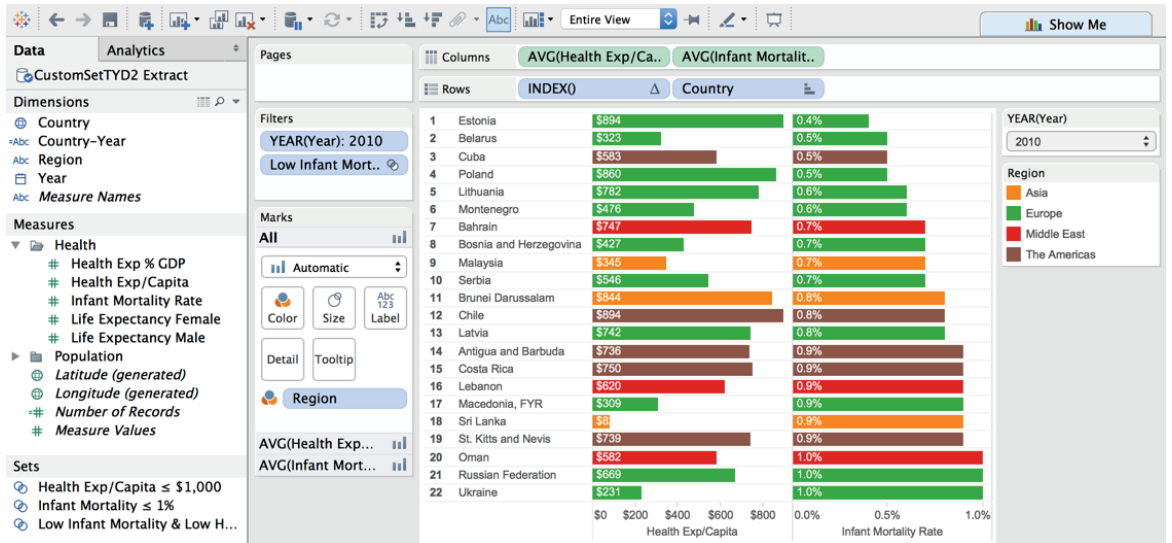 Abc
Entire View
Show Me
Data
Analytics
CustomSetTYD2 Extract
Dimensions
Country
=Abc Country-Year
Abc Region
Year
Abc Measure Names
Measures
Health
# Health Exp % GDP
# Health Exp/Capita
# Infant Mortality Rate
# Life Expectancy Female
# Life Expectancy Male
Population
Latitude (generated)
Longitude (generated)
=# Number of Records
# Measure Values
Sets
Health Exp/Capita ≤ $1,000
Infant Mortality ≤ 1%
Low Infant Mortality & Low H...
Pages
Filters
YEAR(Year): 2010
Low Infant Mort..
Marks
All
Automatic
Color
Size
Abc
123
Label
Detail
Tooltip
Region
AVG(Health Exp...
AVG(Infant Mort...
Columns AVG(Health Exp/Ca.. AVG(Infant Mortalit..
Rows INDEX() Δ Country
1 Estonia $894 0.4%
2 Belarus $323 0.5%
3 Cuba $583 0.5%
4 Poland $860 0.5%
5 Lithuania $782 0.6%
6 Montenegro $476 0.6%
7 Bahrain $747 0.7%
8 Bosnia and Herzegovina $427 0.7%
9 Malaysia $345 0.7%
10 Serbia $546 0.7%
11 Brunei Darussalam $844 0.8%
12 Chile $894 0.8%
13 Latvia $742 0.8%
14 Antigua and Barbuda $736 0.9%
15 Costa Rica $750 0.9%
16 Lebanon $620 0.9%
17 Macedonia, FYR $309 0.9%
18 Sri Lanka $8 0.9%
19 St. Kitts and Nevis $739 0.9%
20 Oman $582 1.0%
21 Russian Federation $669 1.0%
22 Ukraine $231 1.0%
$0 $200 $400 $600 $800 0.0% 0.5% 1.0%
Health Exp/Capita Infant Mortality Rate
YEAR(Year)
2010
Region
Asia
Europe
Middle East
The Americas